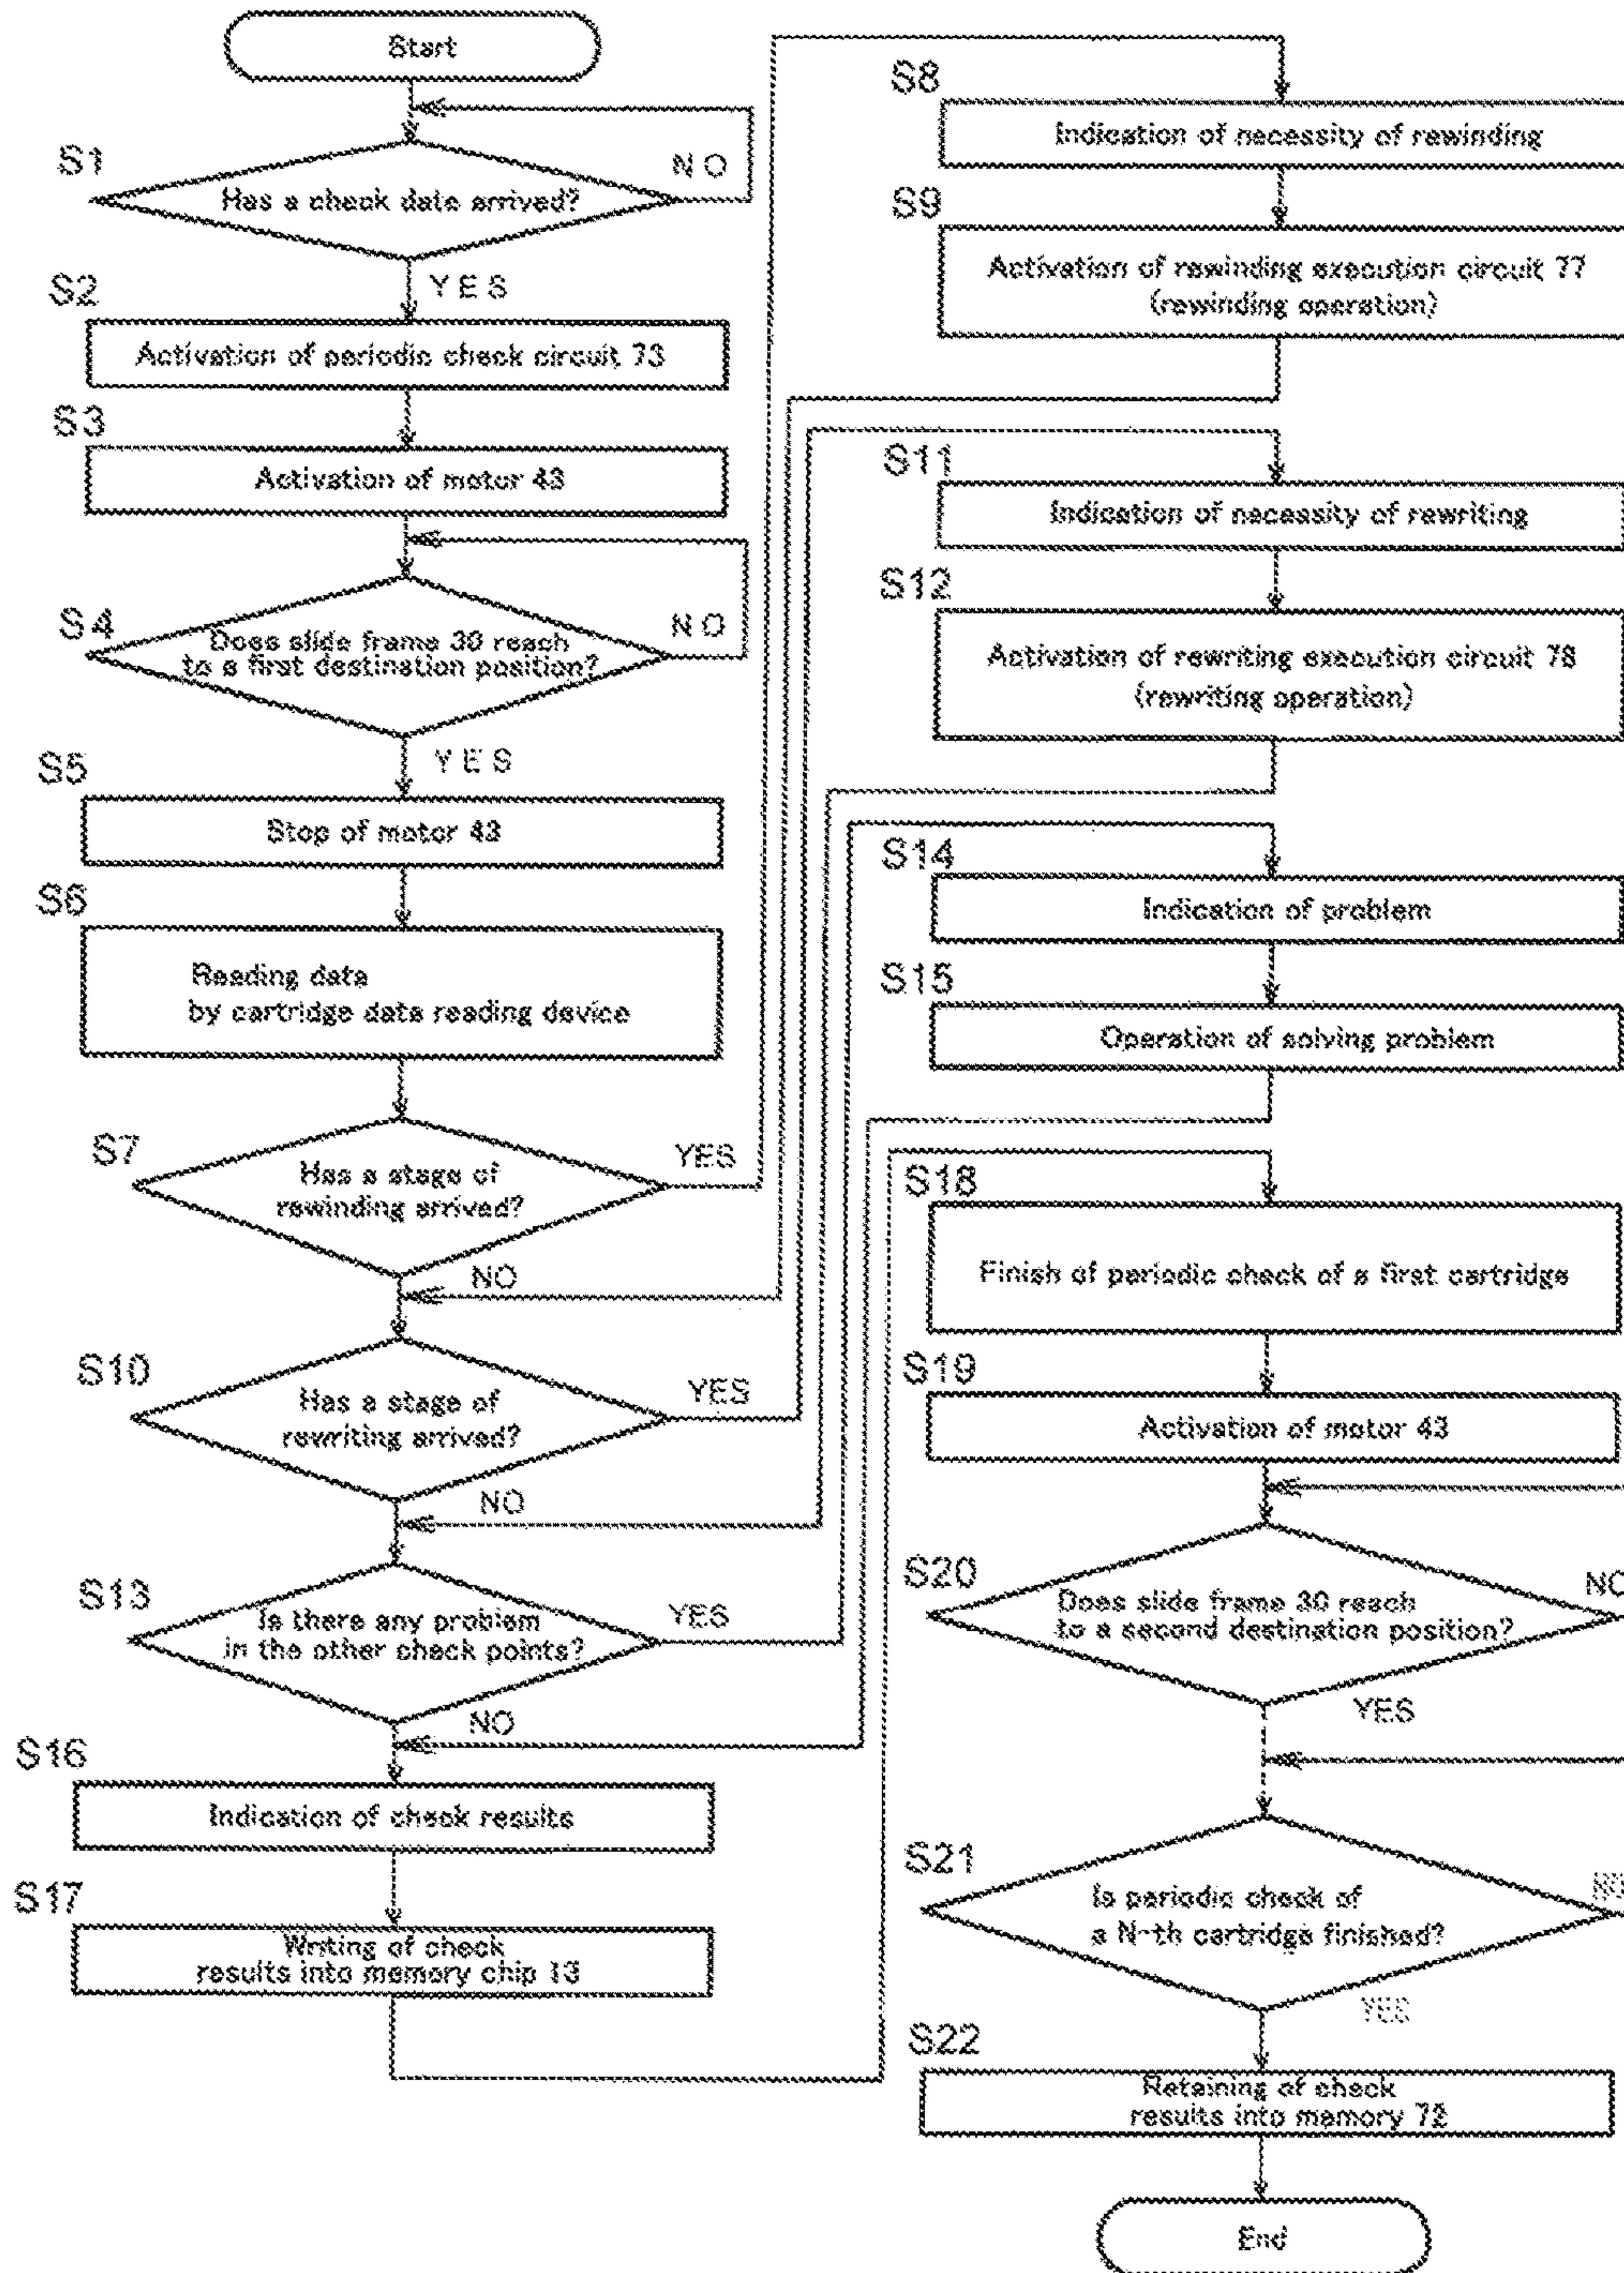 Start
S1
Has a check date arrived?
NO
YES
S2
Activation of periodic check circuit 73
S3
Activation of motor 43
S4
Does slide frame 30 reach
to a first destination position?
NO
YES
S5
Stop of motor 43
S6
Reading data
by cartridge data reading device
S7
Has a stage of
rewinding arrived?
YES
NO
S10
Has a stage of
rewriting arrived?
YES
NO
S13
Is there any problem
in the other check points?
YES
NO
S16
Indication of check results
S17
Writing of check
results into memory chip 13
S8
Indication of necessity of rewinding
S9
Activation of rewinding execution circuit 77
(rewinding operation)
S11
Indication of necessity of rewriting
S12
Activation of rewriting execution circuit 78
(rewriting operation)
S14
Indication of problem
S15
Operation of solving problem
S18
Finish of periodic check of a first cartridge
S19
Activation of motor 43
S20
Does slide frame 30 reach
to a second destination position?
NO
YES
S21
Is periodic check of
a N-th cartridge finished?
NO
YES
S22
Retaining of check
results into memory 72
End